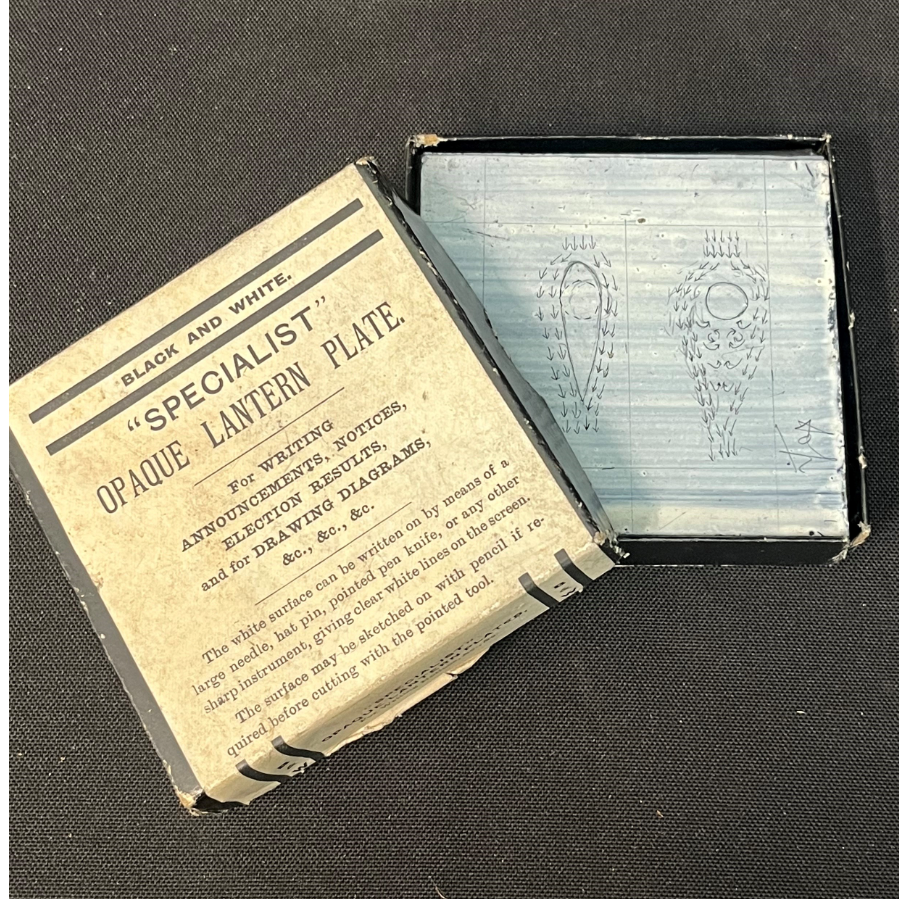 BLACK AND WHITE.
"SPECIALIST"
OPAQUE LANTERN PLATE.
For WRITING
ANNOUNCEMENTS, NOTICES,
ELECTION RESULTS,
and for DRAWING DIAGRAMS,
&c., &c., &c.
The white surface can be written on by means of a
large needle, hat pin, pointed pen knife, or any other
sharp instrument, giving clear white lines on the screen.
The surface may be sketched on with pencil if re-
quired before cutting with the pointed tool.